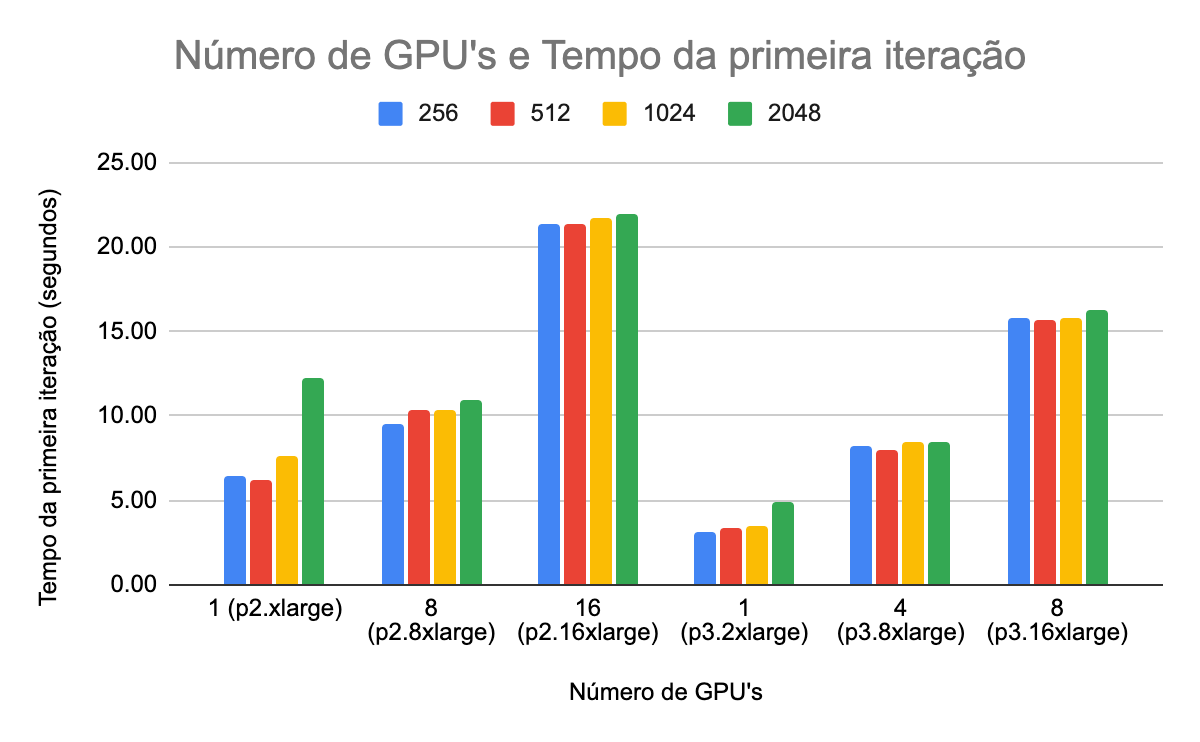 Número de GPU's e Tempo da primeira iteração
256 512 1024 2048
Tempo da primeira iteração (segundos)
25.00
20.00
15.00
10.00
5.00
0.00
1 (p2.xlarge)
8
(p2.8xlarge)
16
(p2.16xlarge)
1
(p3.2xlarge)
4
(p3.8xlarge)
8
(p3.16xlarge)
Número de GPU's